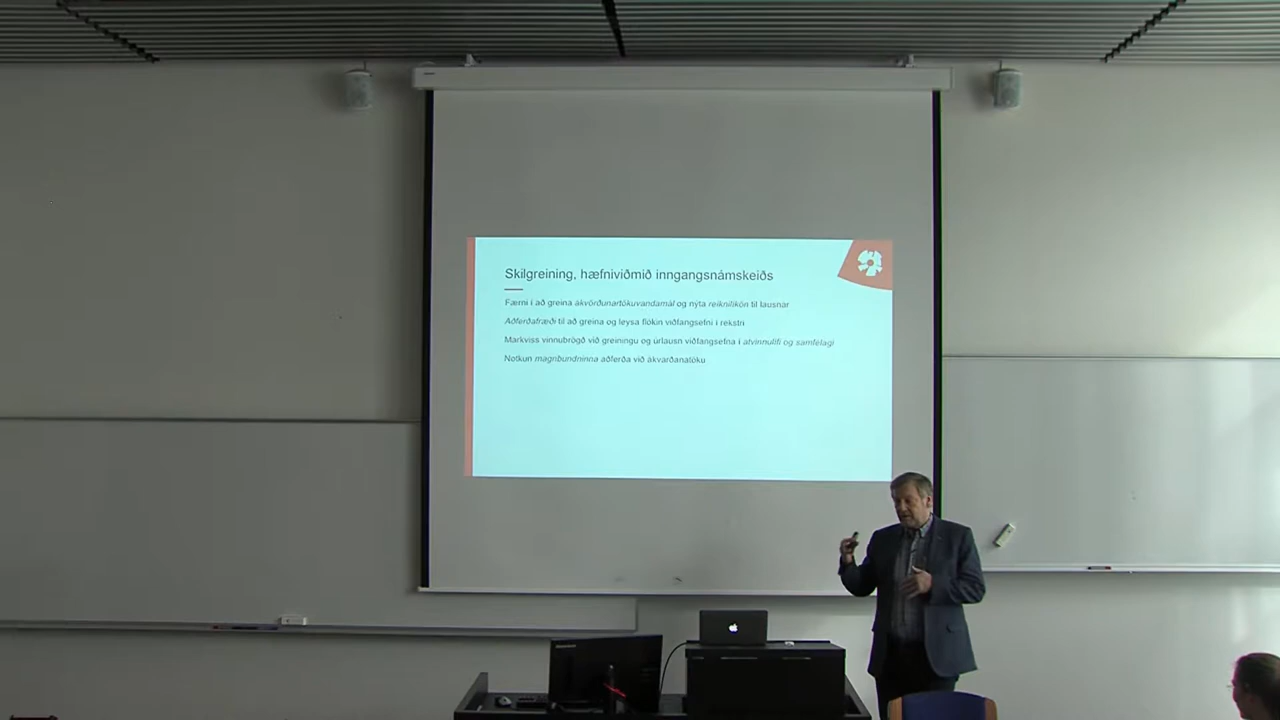 Skilgreining, hæfniviðmið inngangsnámskeiðs
Færni í að greina ákvörðunartökuvandamál og nýta reiknilíkön til lausnar
Aðferðafræði til að greina og leysa flókin viðfangsefni í rekstri
Markviss vinnubrögð við greiningu og úrlausn viðfangsefna í atvinnulífi og samfélagi
Notkun magnbundninna aðferða við ákvarðanatöku